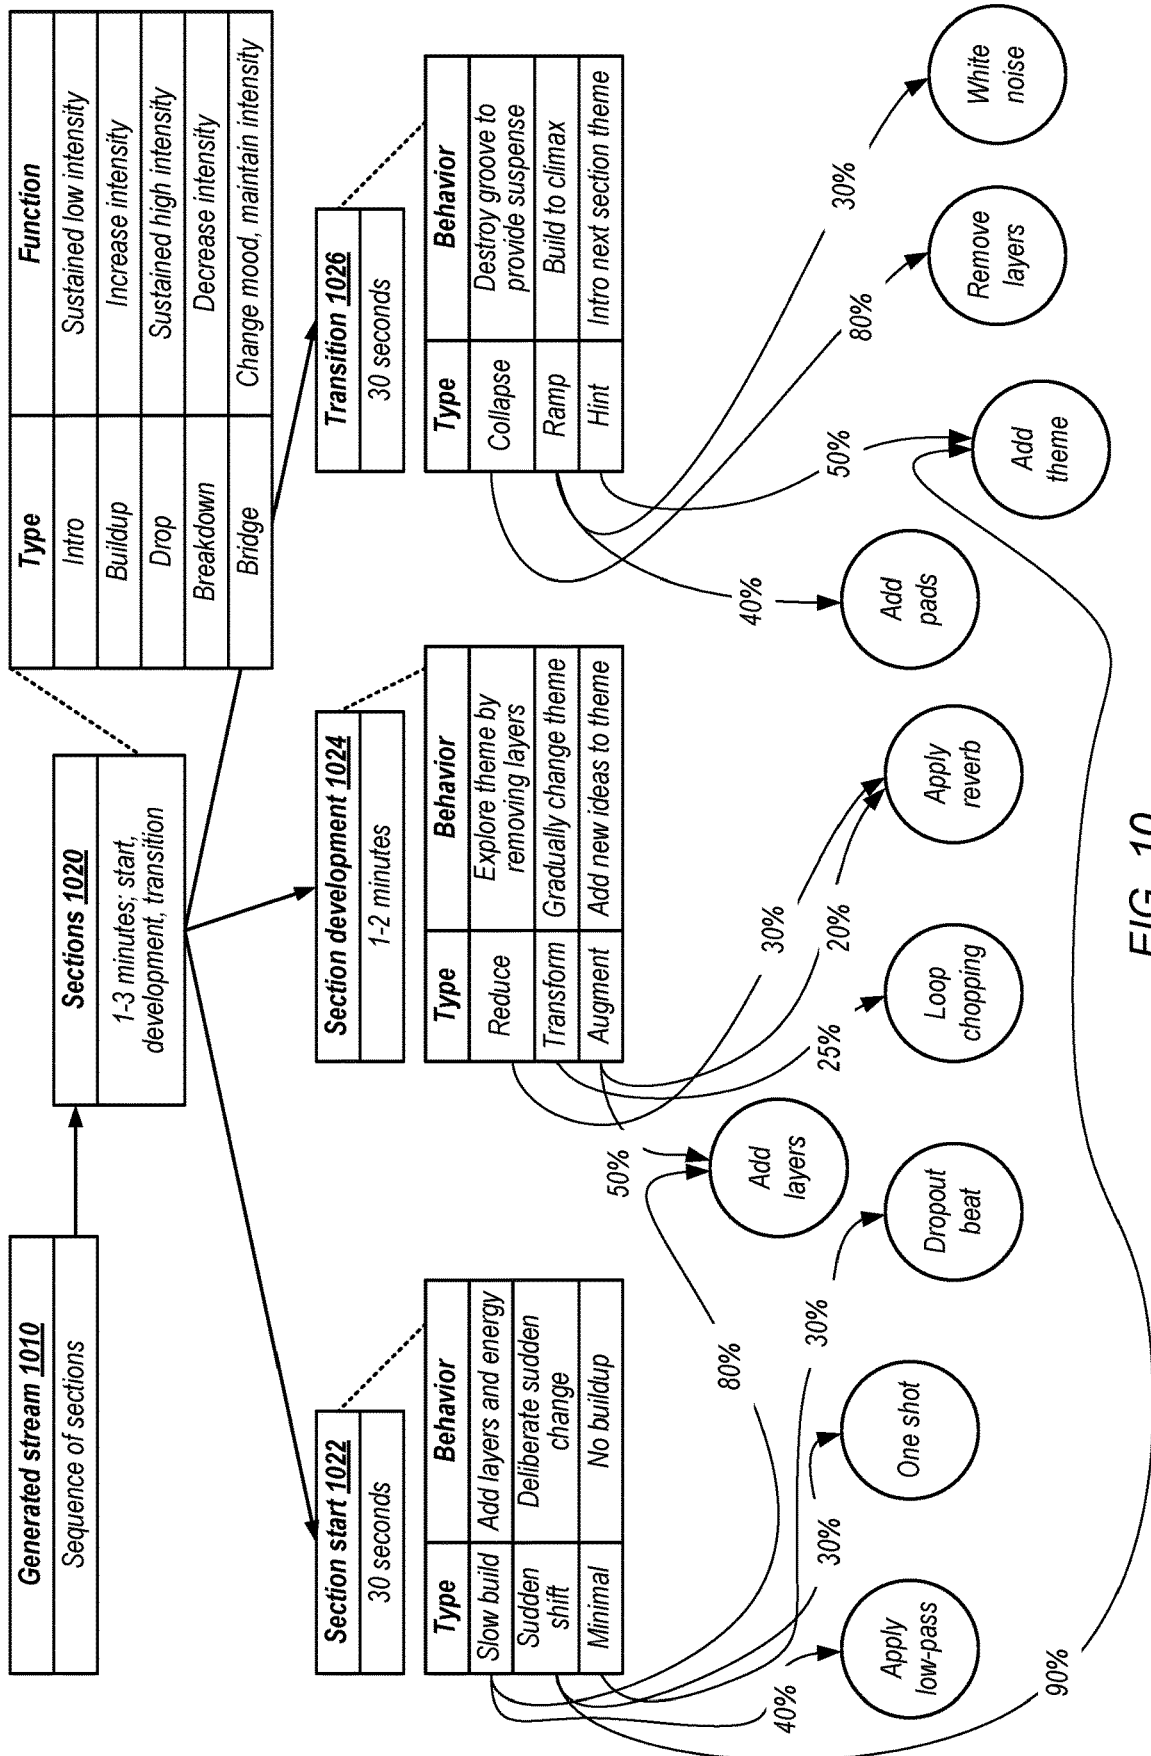 Generated stream 1010
Sequence of sections
Sections 1020
1-3 minutes; start,
development, transition
Type
Function
Intro
Sustained low intensity
Buildup
Increase intensity
Drop
Sustained high intensity
Breakdown
Decrease intensity
Bridge
Change mood, maintain intensity
Section start 1022
30 seconds
Section development 1024
1-2 minutes
Transition 1026
30 seconds
Type
Behavior
Slow build
Add layers and energy
Sudden
shift
Deliberate sudden
change
Minimal
No buildup
Type
Behavior
Reduce
Explore theme by
removing layers
Transform
Gradually change theme
Augment
Add new ideas to theme
Type
Behavior
Collapse
Destroy groove to
provide suspense
Ramp
Build to climax
Hint
Intro next section theme
50%
80%
40%
30%
30%
25%
20%
30%
40%
50%
80%
30%
90%
Add
layers
Apply
low-pass
One shot
Dropout
beat
Loop
chopping
Apply
reverb
Add
pads
Add
theme
Remove
layers
White
noise
FIG. 10